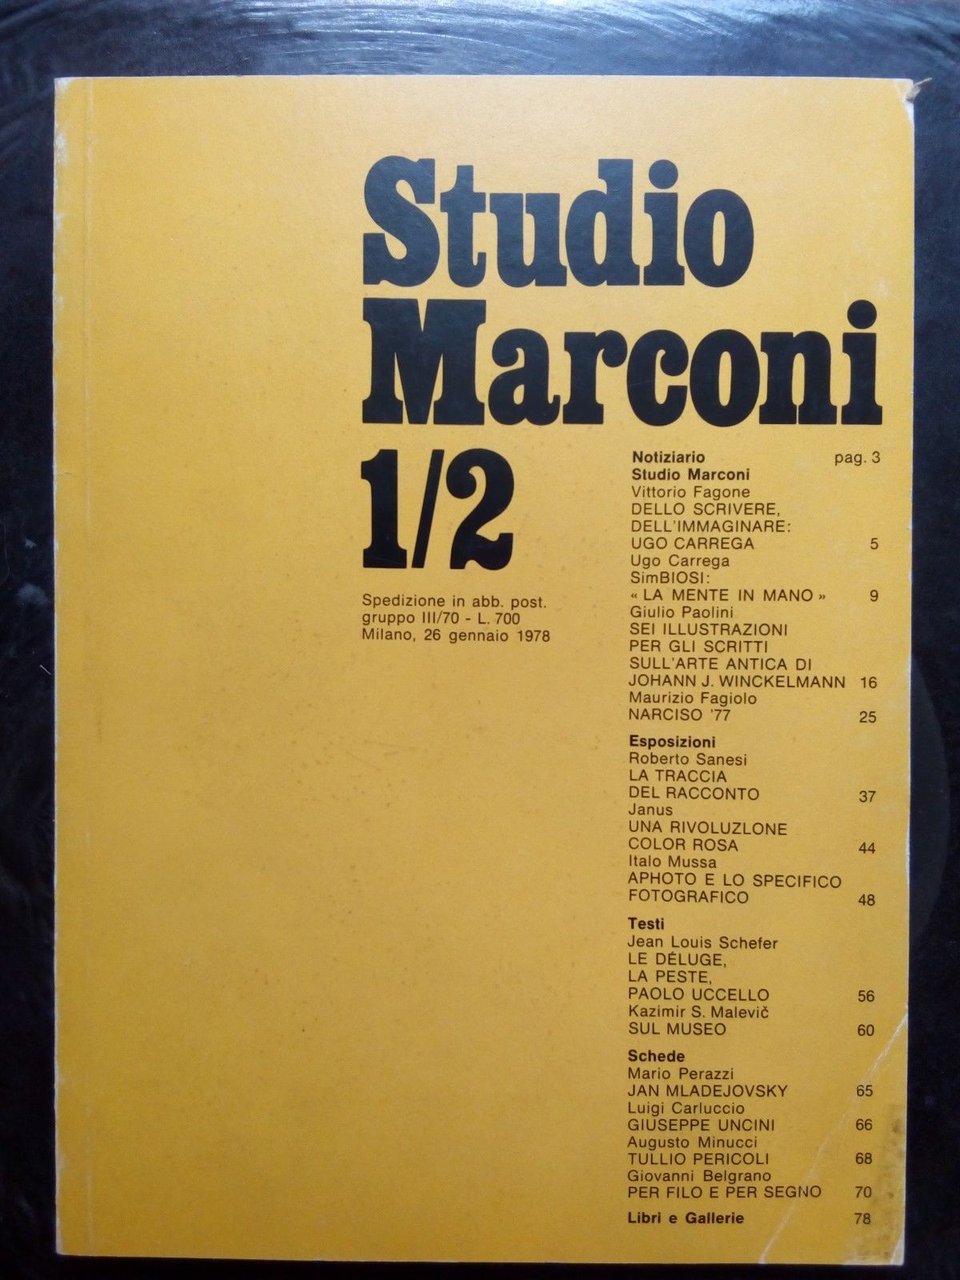 Studio
Marconi
1/2
Spedizione in abb. post.
gruppo III/70 - L. 700
Milano, 26 gennaio 1978
Notiziario pag. 3
Studio Marconi
Vittorio Fagone
DELLO SCRIVERE,
DELL'IMMAGINARE:
UGO CARREGA 5
Ugo Carrega
SimBIOSI:
« LA MENTE IN MANO » 9
Giulio Paolini
SEI ILLUSTRAZIONI
PER GLI SCRITTI
SULL'ARTE ANTICA DI
JOHANN J. WINCKELMANN 16
Maurizio Fagiolo
NARCISO '77 25
Esposizioni
Roberto Sanesi
LA TRACCIA
DEL RACCONTO 37
Janus
UNA RIVOLUZLONE
COLOR ROSA 44
Italo Mussa
APHOTO E LO SPECIFICO
FOTOGRAFICO 48
Testi
Jean Louis Schefer
LE DÉLUGE,
LA PESTE,
PAOLO UCCELLO 56
Kazimir S. Malevič
SUL MUSEO 60
Schede
Mario Perazzi
JAN MLADEJOVSKY 65
Luigi Carluccio
GIUSEPPE UNCINI 66
Augusto Minucci
TULLIO PERICOLI 68
Giovanni Belgrano
PER FILO E PER SEGNO 70
Libri e Gallerie 78